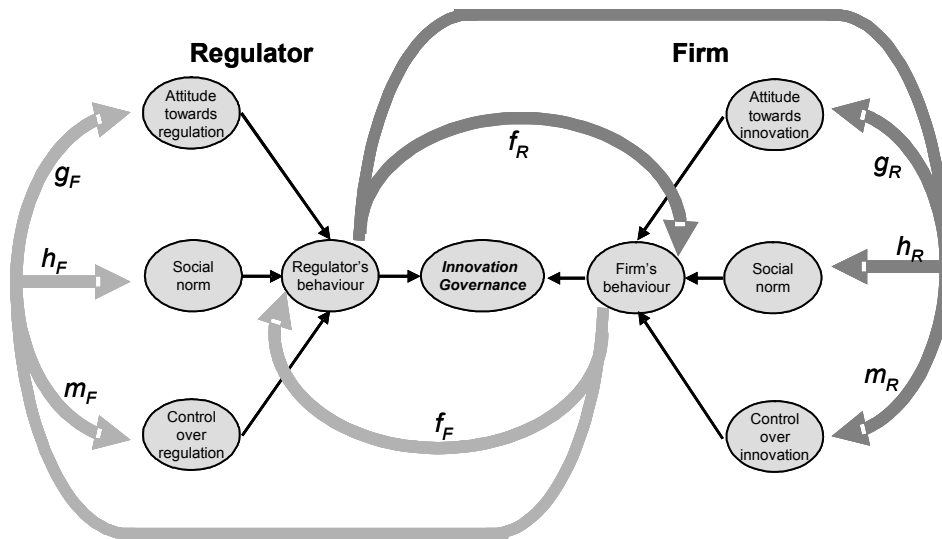 Regulator
Firm
Attitude
towards
regulation
Attitude
towards
innovation
f_R
g_F
g_R
h_F
Social
norm
Regulator's
behaviour
Innovation
Governance
Firm's
behaviour
Social
norm
h_R
m_F
m_R
f_F
Control
over
regulation
Control
over
innovation